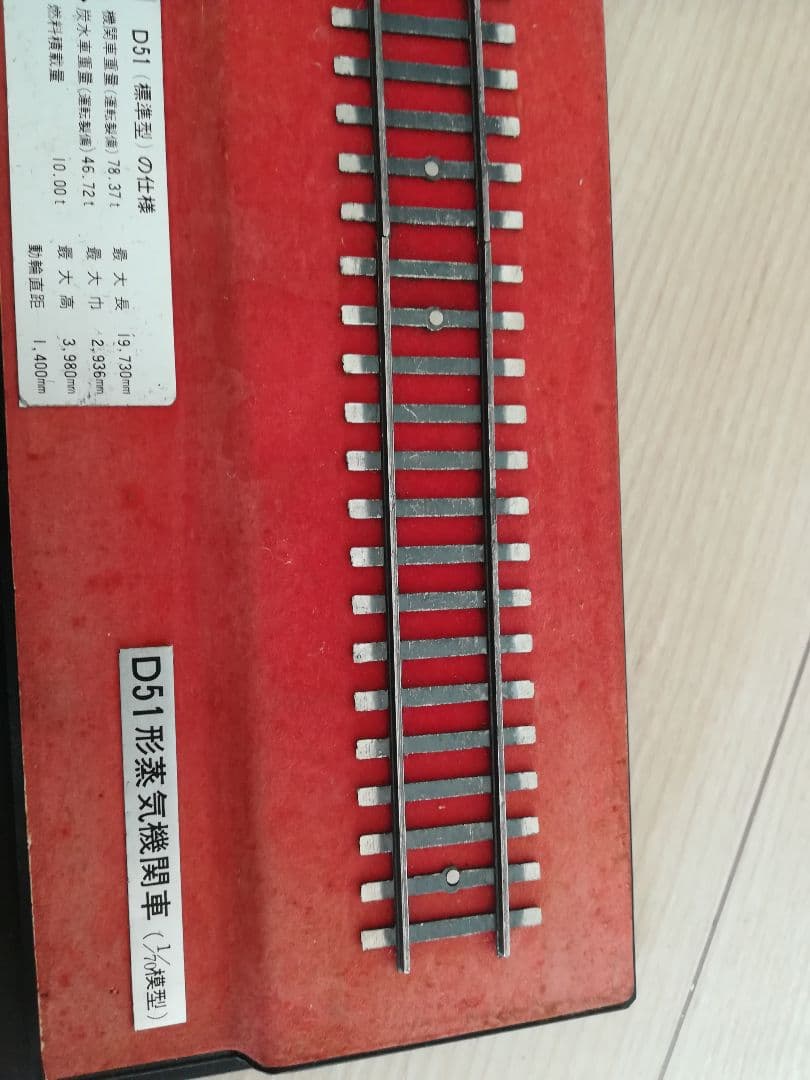 D51（標準型）の仕様
機関車重量（運転製備）78.37t 最大長 19,730mm
炭水車重量（運転製備）46.72t 最大巾 2,936mm
燃料積載量 10.00t 最大高 3,980mm
動輪直距 1,400mm
D51形蒸気機関車（1/70模型）